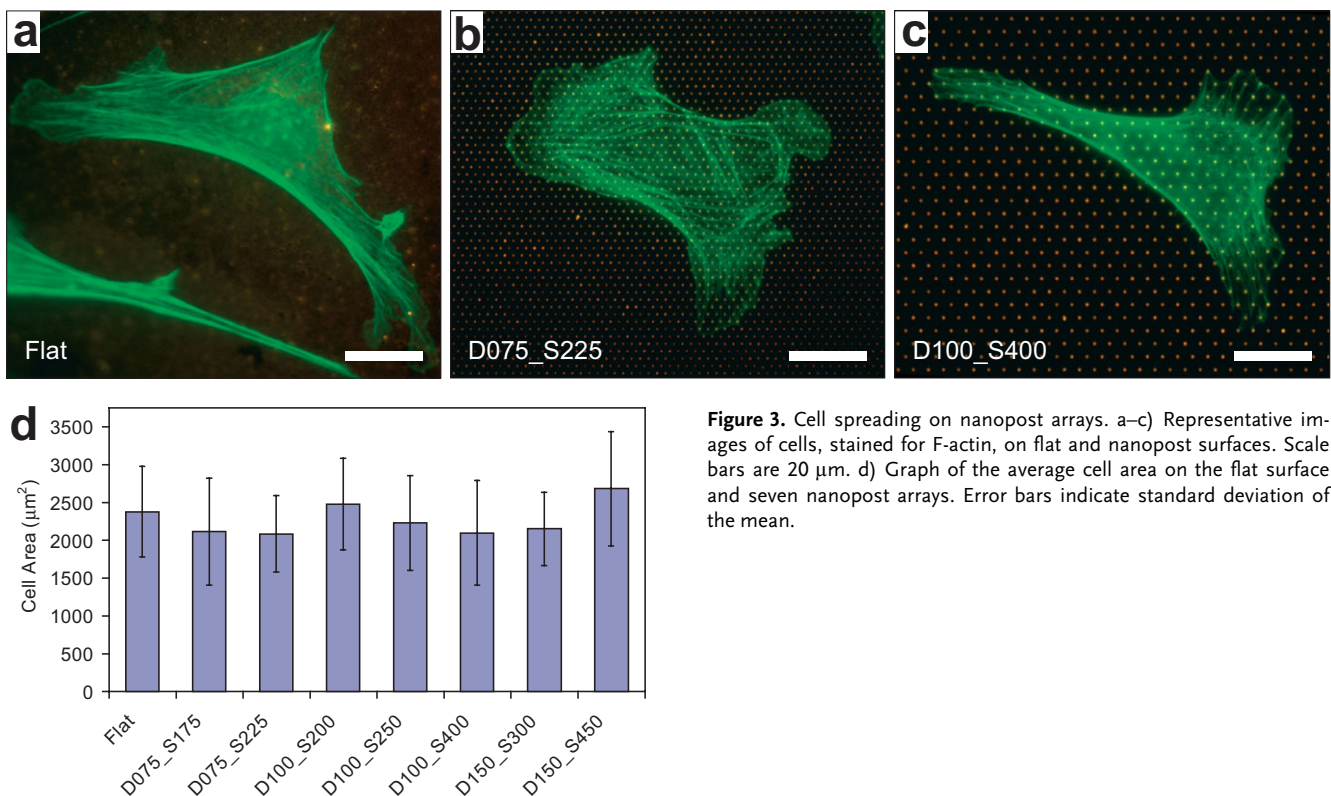 a
b
c
Flat
D075_S225
D100_S400
d
Cell Area (μm²)
3500
3000
2500
2000
1500
1000
500
0
Flat
D075_S175
D075_S225
D100_S200
D100_S250
D100_S400
D150_S300
D150_S450
Figure 3. Cell spreading on nanopost arrays. a–c) Representative im-
ages of cells, stained for F-actin, on flat and nanopost surfaces. Scale
bars are 20 μm. d) Graph of the average cell area on the flat surface
and seven nanopost arrays. Error bars indicate standard deviation of
the mean.